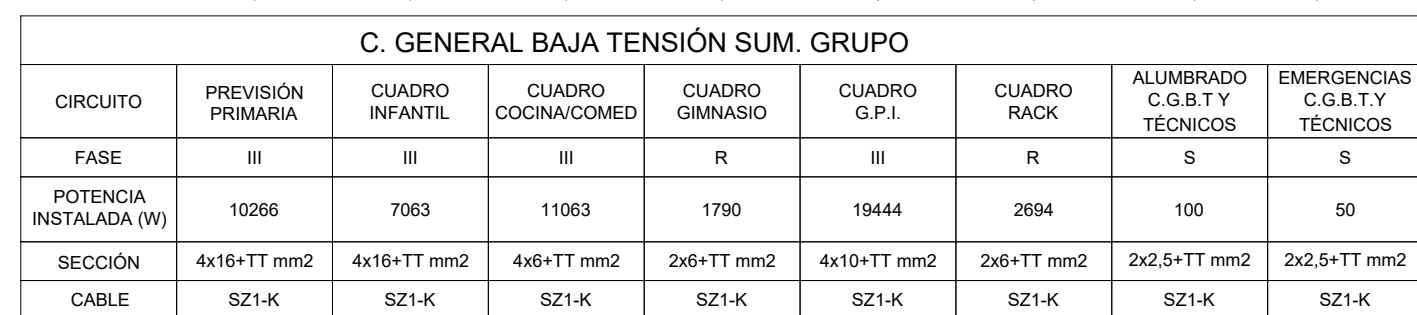 C. GENERAL BAJA TENSIÓN SUM. GRUPO
CIRCUITO
PREVISIÓN
PRIMARIA
CUADRO
INFANTIL
CUADRO
COCINA/COMED
CUADRO
GIMNASIO
CUADRO
G.P.I.
CUADRO
RACK
ALUMBRADO
C.G.B.T Y
TÉCNICOS
EMERGENCIAS
C.G.B.T.Y
TÉCNICOS
FASE III III III R III R S S
POTENCIA
INSTALADA (W)
10266 7063 11063 1790 19444 2694 100 50
SECCIÓN 4x16+TT mm2 4x16+TT mm2 4x6+TT mm2 2x6+TT mm2 4x10+TT mm2 2x6+TT mm2 2x2,5+TT mm2 2x2,5+TT mm2
CABLE SZ1-K SZ1-K SZ1-K SZ1-K SZ1-K SZ1-K SZ1-K SZ1-K